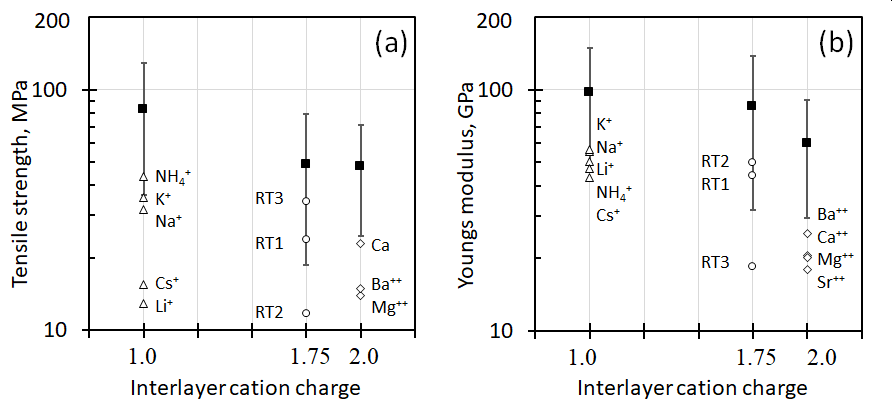 200
(a)
100
10
Tensile strength, MPa
NH₄⁺
K⁺
Na⁺
Cs⁺
Li⁺
RT3
RT1
RT2
Ca
Ba⁺⁺
Mg⁺⁺
1.0 1.75 2.0
Interlayer cation charge
200
(b)
100
10
Youngs modulus, GPa
K⁺
Na⁺
Li⁺
NH₄⁺
Cs⁺
RT2
RT1
RT3
Ba⁺⁺
Ca⁺⁺
Mg⁺⁺
Sr⁺⁺
1.0 1.75 2.0
Interlayer cation charge